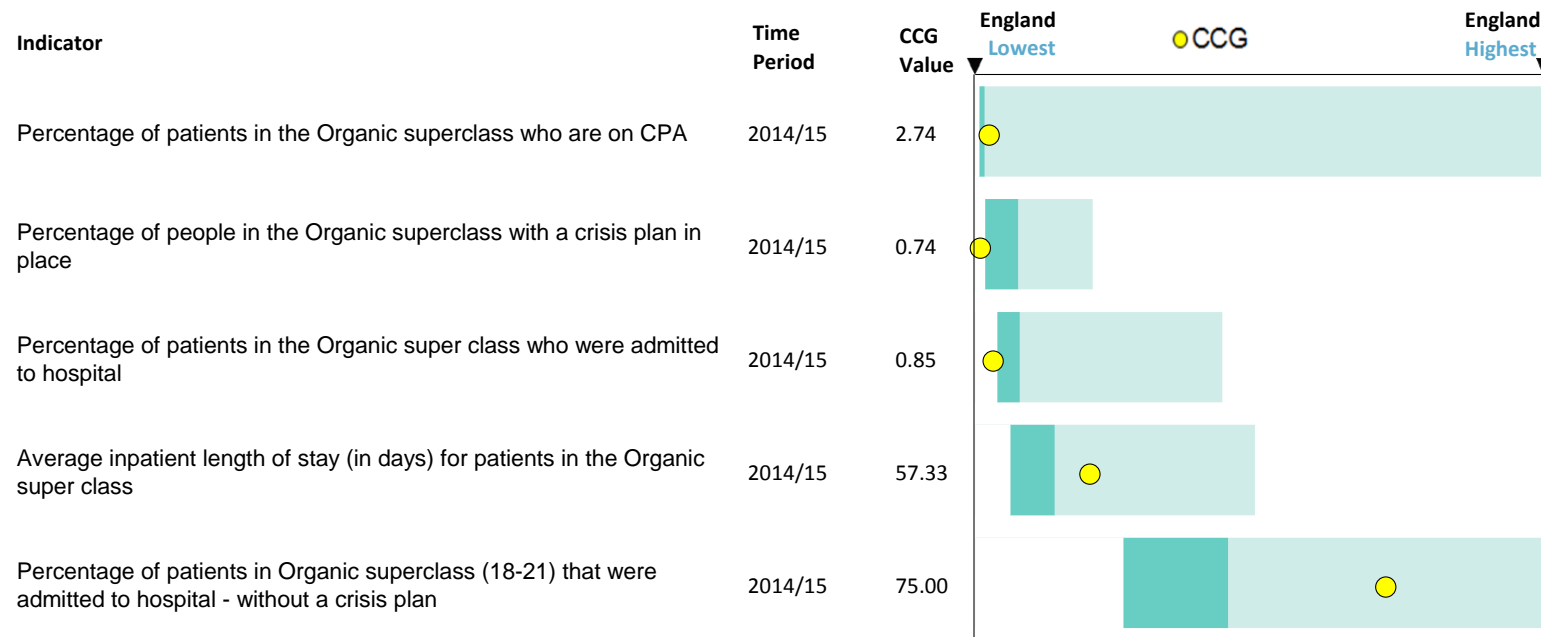 Indicator
Time Period
CCG Value
England Lowest
CCG
England Highest
Percentage of patients in the Organic superclass who are on CPA 2014/15 2.74
Percentage of people in the Organic superclass with a crisis plan in
place
2014/15 0.74
Percentage of patients in the Organic super class who were admitted
to hospital
2014/15 0.85
Average inpatient length of stay (in days) for patients in the Organic
super class
2014/15 57.33
Percentage of patients in Organic superclass (18-21) that were
admitted to hospital - without a crisis plan
2014/15 75.00